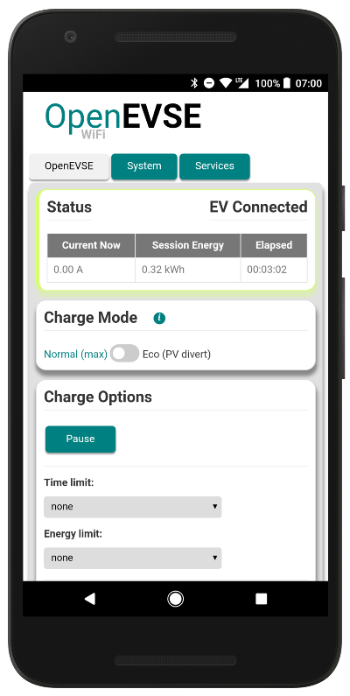 100% 07:00
OpenEVSE
WiFi
OpenEVSE System Services
Status EV Connected
Current Now Session Energy Elapsed
0.00 A 0.32 kWh 00:03:02
Charge Mode i
Normal (max) Eco (PV divert)
Charge Options
Pause
Time limit:
none
Energy limit:
none